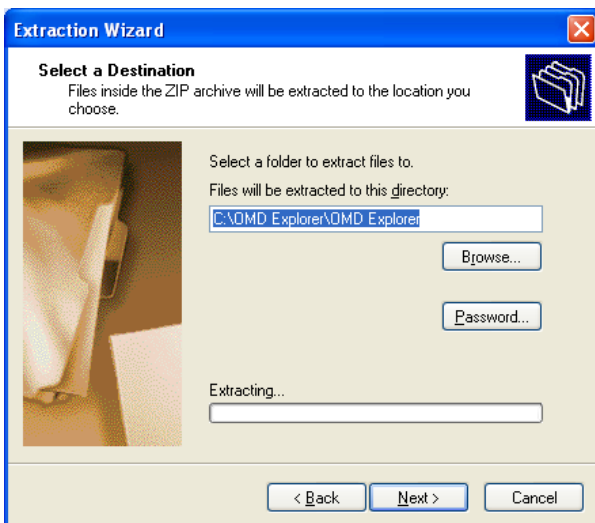 Extraction Wizard
Select a Destination
Files inside the ZIP archive will be extracted to the location you
choose.
Select a folder to extract files to.
Files will be extracted to this directory:
C:\OMD Explorer\OMD Explorer
Browse...
Password...
Extracting...
< Back
Next >
Cancel